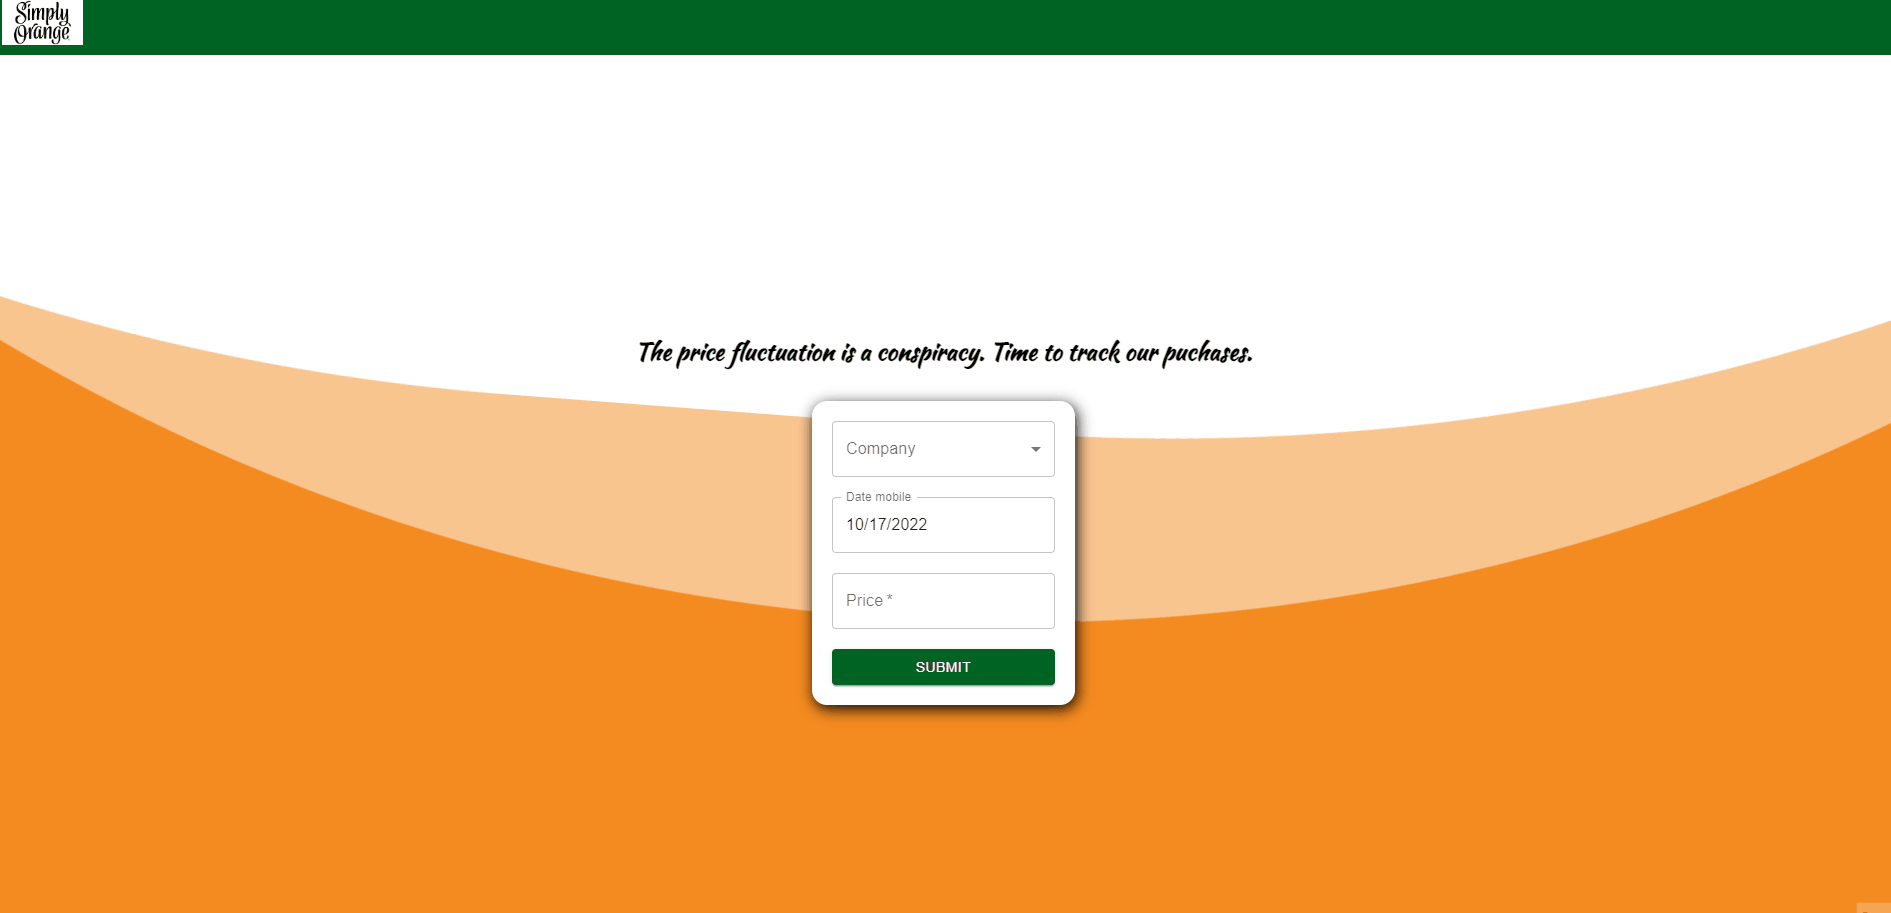 Simply
Orange
The price fluctuation is a conspiracy. Time to track our puchases.
Company
Date mobile
10/17/2022
Price *
SUBMIT